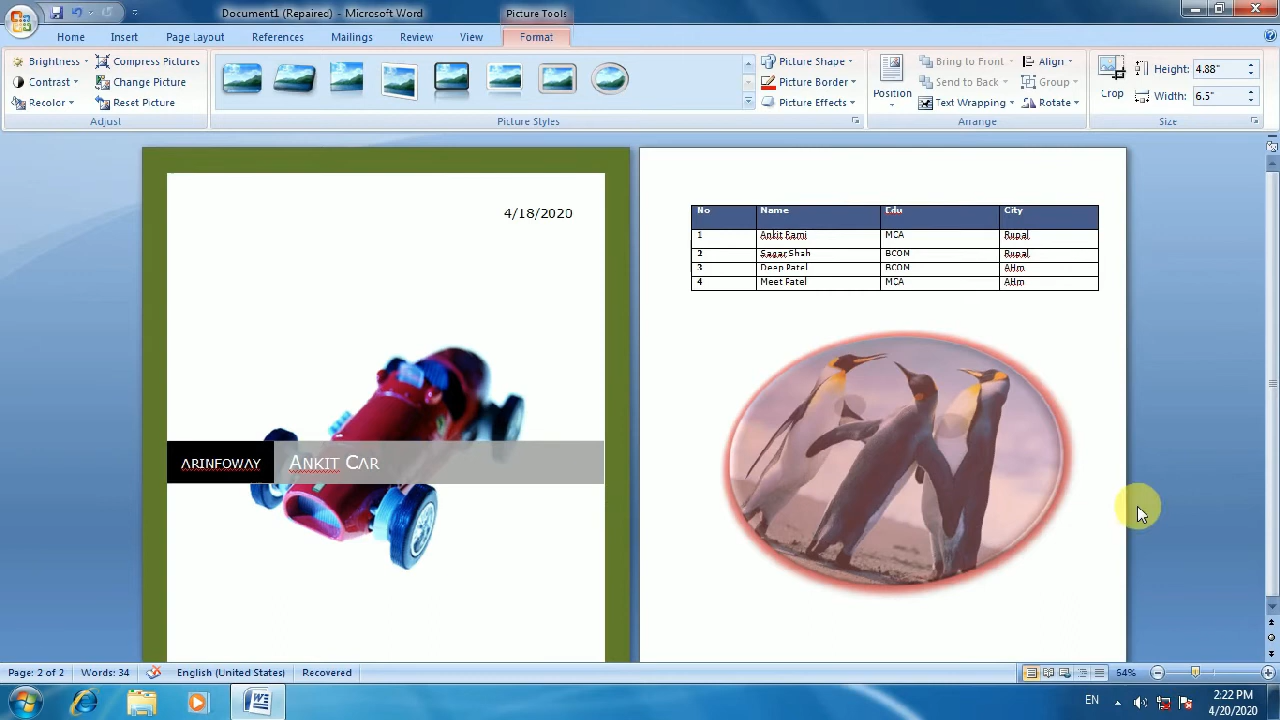 Document1 (Repaired) - Microsoft Word
Picture Tools
Home Insert Page Layout References Mailings Review View Format
Brightness Compress Pictures Picture Shape Bring to Front Align Height: 4.88"
Contrast Change Picture Picture Border Send to Back Group
Recolor Reset Picture Picture Effects Position Text Wrapping Rotate Crop Width: 6.5"
Adjust Picture Styles Arrange Size
4/18/2020
ARINFOWAY ANKIT CAR
No Name Edu City
1 Ankit Rami MCA Rupal
2 Sagar Shah BCOM Rupal
3 Deep Patel BCOM AHm
4 Meet Patel MCA AHm
Page: 2 of 2 Words: 34 English (United States) Recovered 64%
EN 2:22 PM
4/20/2020